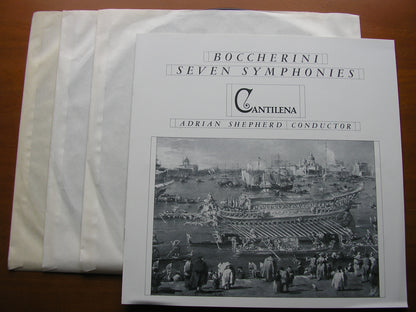 BOCCHERINI
SEVEN SYMPHONIES
CANTILENA
ADRIAN SHEPHERD CONDUCTOR